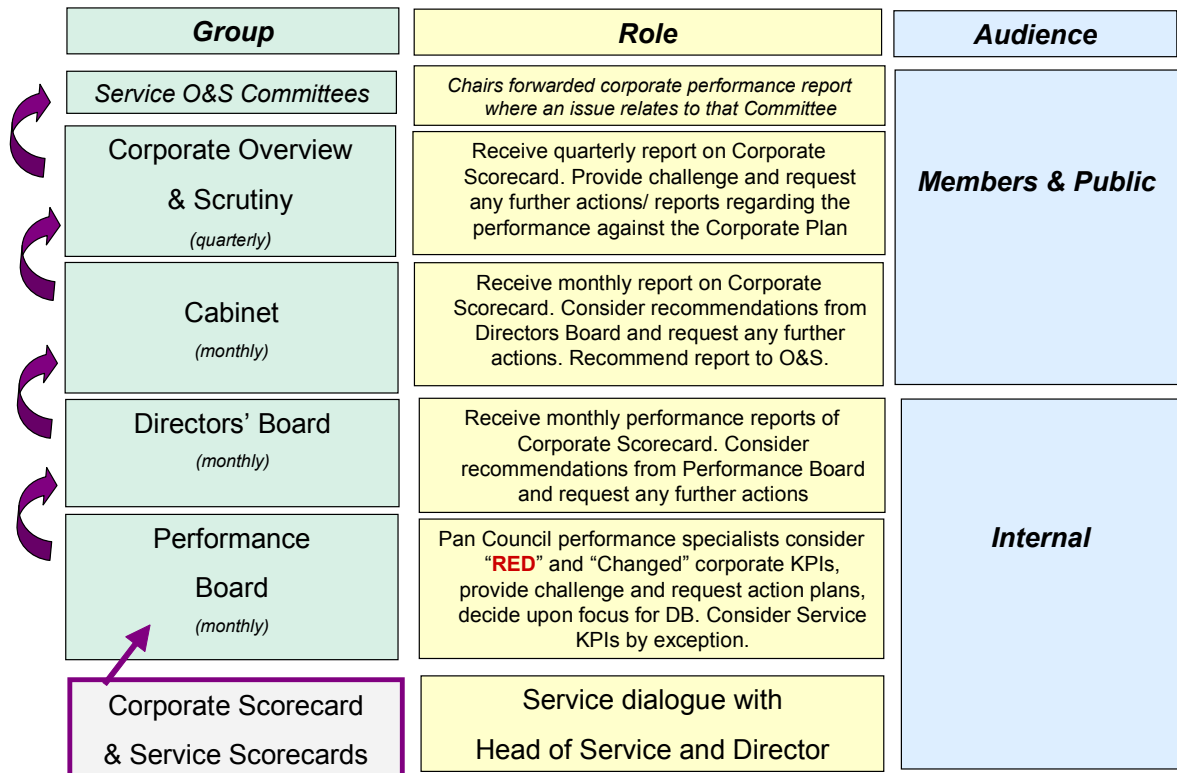 Group
Role
Audience
Service O&S Committees
Chairs forwarded corporate performance report
where an issue relates to that Committee
Members & Public
Corporate Overview
& Scrutiny
(quarterly)
Receive quarterly report on Corporate
Scorecard. Provide challenge and request
any further actions/ reports regarding the
performance against the Corporate Plan
Cabinet
(monthly)
Receive monthly report on Corporate
Scorecard. Consider recommendations from
Directors Board and request any further
actions. Recommend report to O&S.
Directors’ Board
(monthly)
Receive monthly performance reports of
Corporate Scorecard. Consider
recommendations from Performance Board
and request any further actions
Internal
Performance
Board
(monthly)
Pan Council performance specialists consider
“RED” and “Changed” corporate KPIs,
provide challenge and request action plans,
decide upon focus for DB. Consider Service
KPIs by exception.
Corporate Scorecard
& Service Scorecards
Service dialogue with
Head of Service and Director